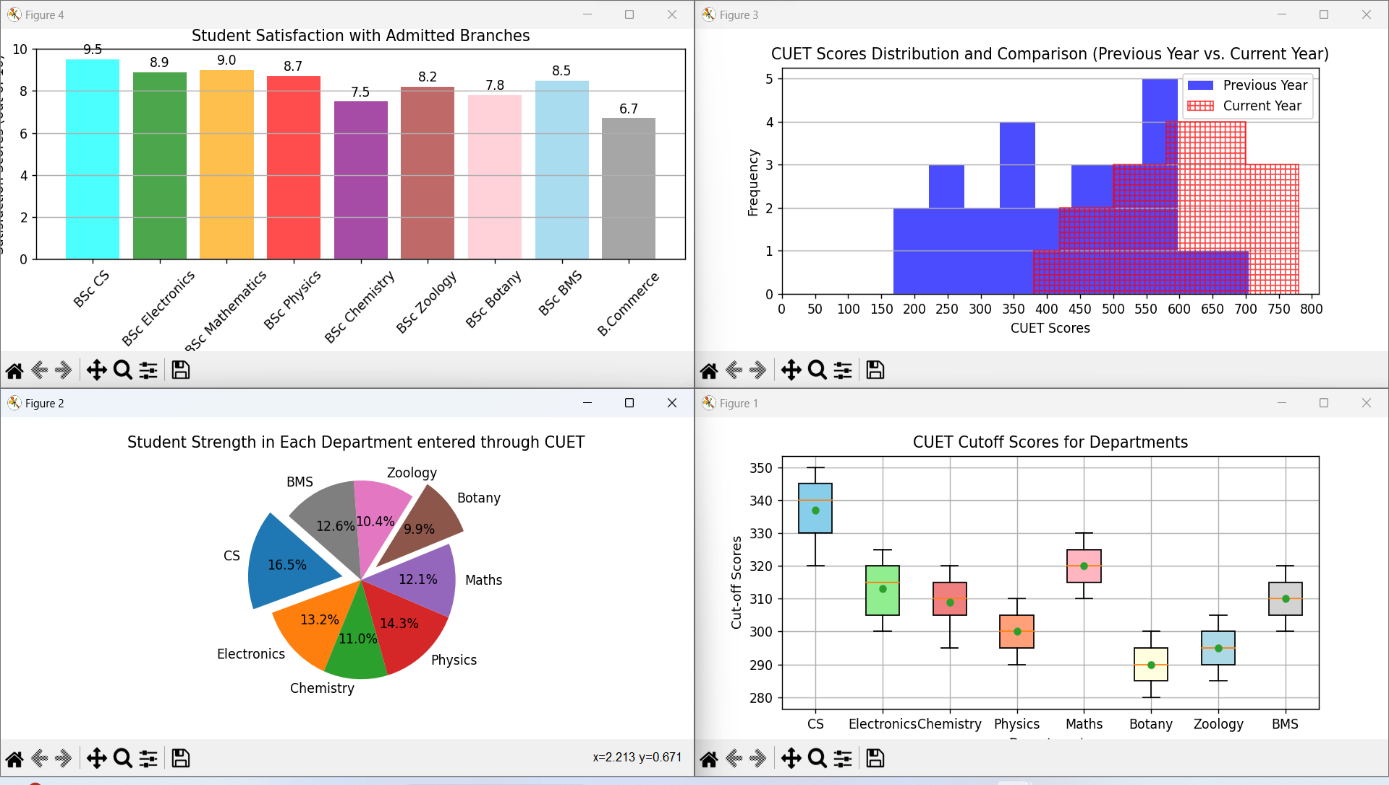 Figure 4
Student Satisfaction with Admitted Branches
9.5
8.9
9.0
8.7
7.5
8.2
7.8
8.5
6.7
10
8
6
4
2
0
BSc CS
BSc Electronics
BSc Mathematics
BSc Physics
BSc Chemistry
BSc Zoology
BSc Botany
BSc BMS
B.Commerce
Figure 3
CUET Scores Distribution and Comparison (Previous Year vs. Current Year)
Previous Year
Current Year
Frequency
5
4
3
2
1
0
0 50 100 150 200 250 300 350 400 450 500 550 600 650 700 750 800
CUET Scores
Figure 2
Student Strength in Each Department entered through CUET
Zoology
BMS
Botany
10.4%
12.6%
9.9%
CS
16.5%
12.1%
Maths
13.2%
14.3%
11.0%
Electronics
Physics
Chemistry
x=2.213 y=0.671
Figure 1
CUET Cutoff Scores for Departments
Cut-off Scores
350
340
330
320
310
300
290
280
CS Electronics Chemistry Physics Maths Botany Zoology BMS